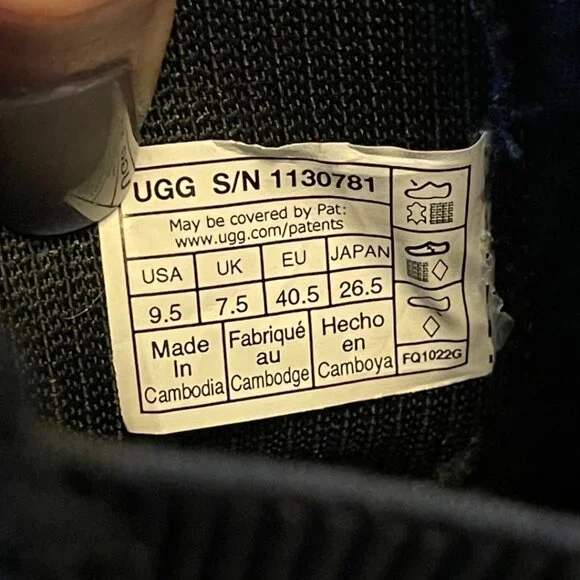 UGG S/N 1130781
May be covered by Pat:
www.ugg.com/patents
USA UK EU JAPAN
9.5 7.5 40.5 26.5
Made
In
Cambodia
Fabriqué
au
Cambodge
Hecho
en
Camboya
FQ1022G